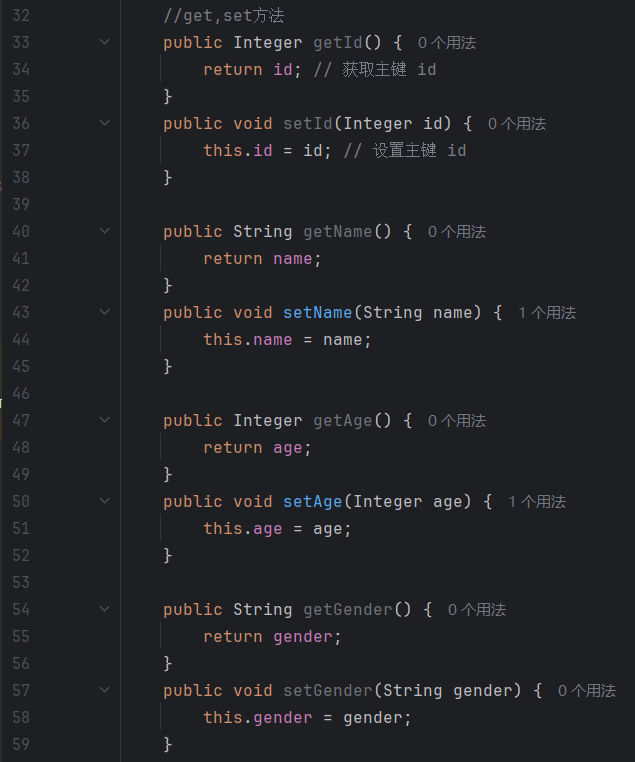 32 //get,set方法
33 public Integer getId() { 0个用法
34 return id; // 获取主键 id
35 }
36 public void setId(Integer id) { 0个用法
37 this.id = id; // 设置主键 id
38 }
39
40 public String getName() { 0个用法
41 return name;
42 }
43 public void setName(String name) { 1个用法
44 this.name = name;
45 }
46
47 public Integer getAge() { 0个用法
48 return age;
49 }
50 public void setAge(Integer age) { 1个用法
51 this.age = age;
52 }
53
54 public String getGender() { 0个用法
55 return gender;
56 }
57 public void setGender(String gender) { 0个用法
58 this.gender = gender;
59 }